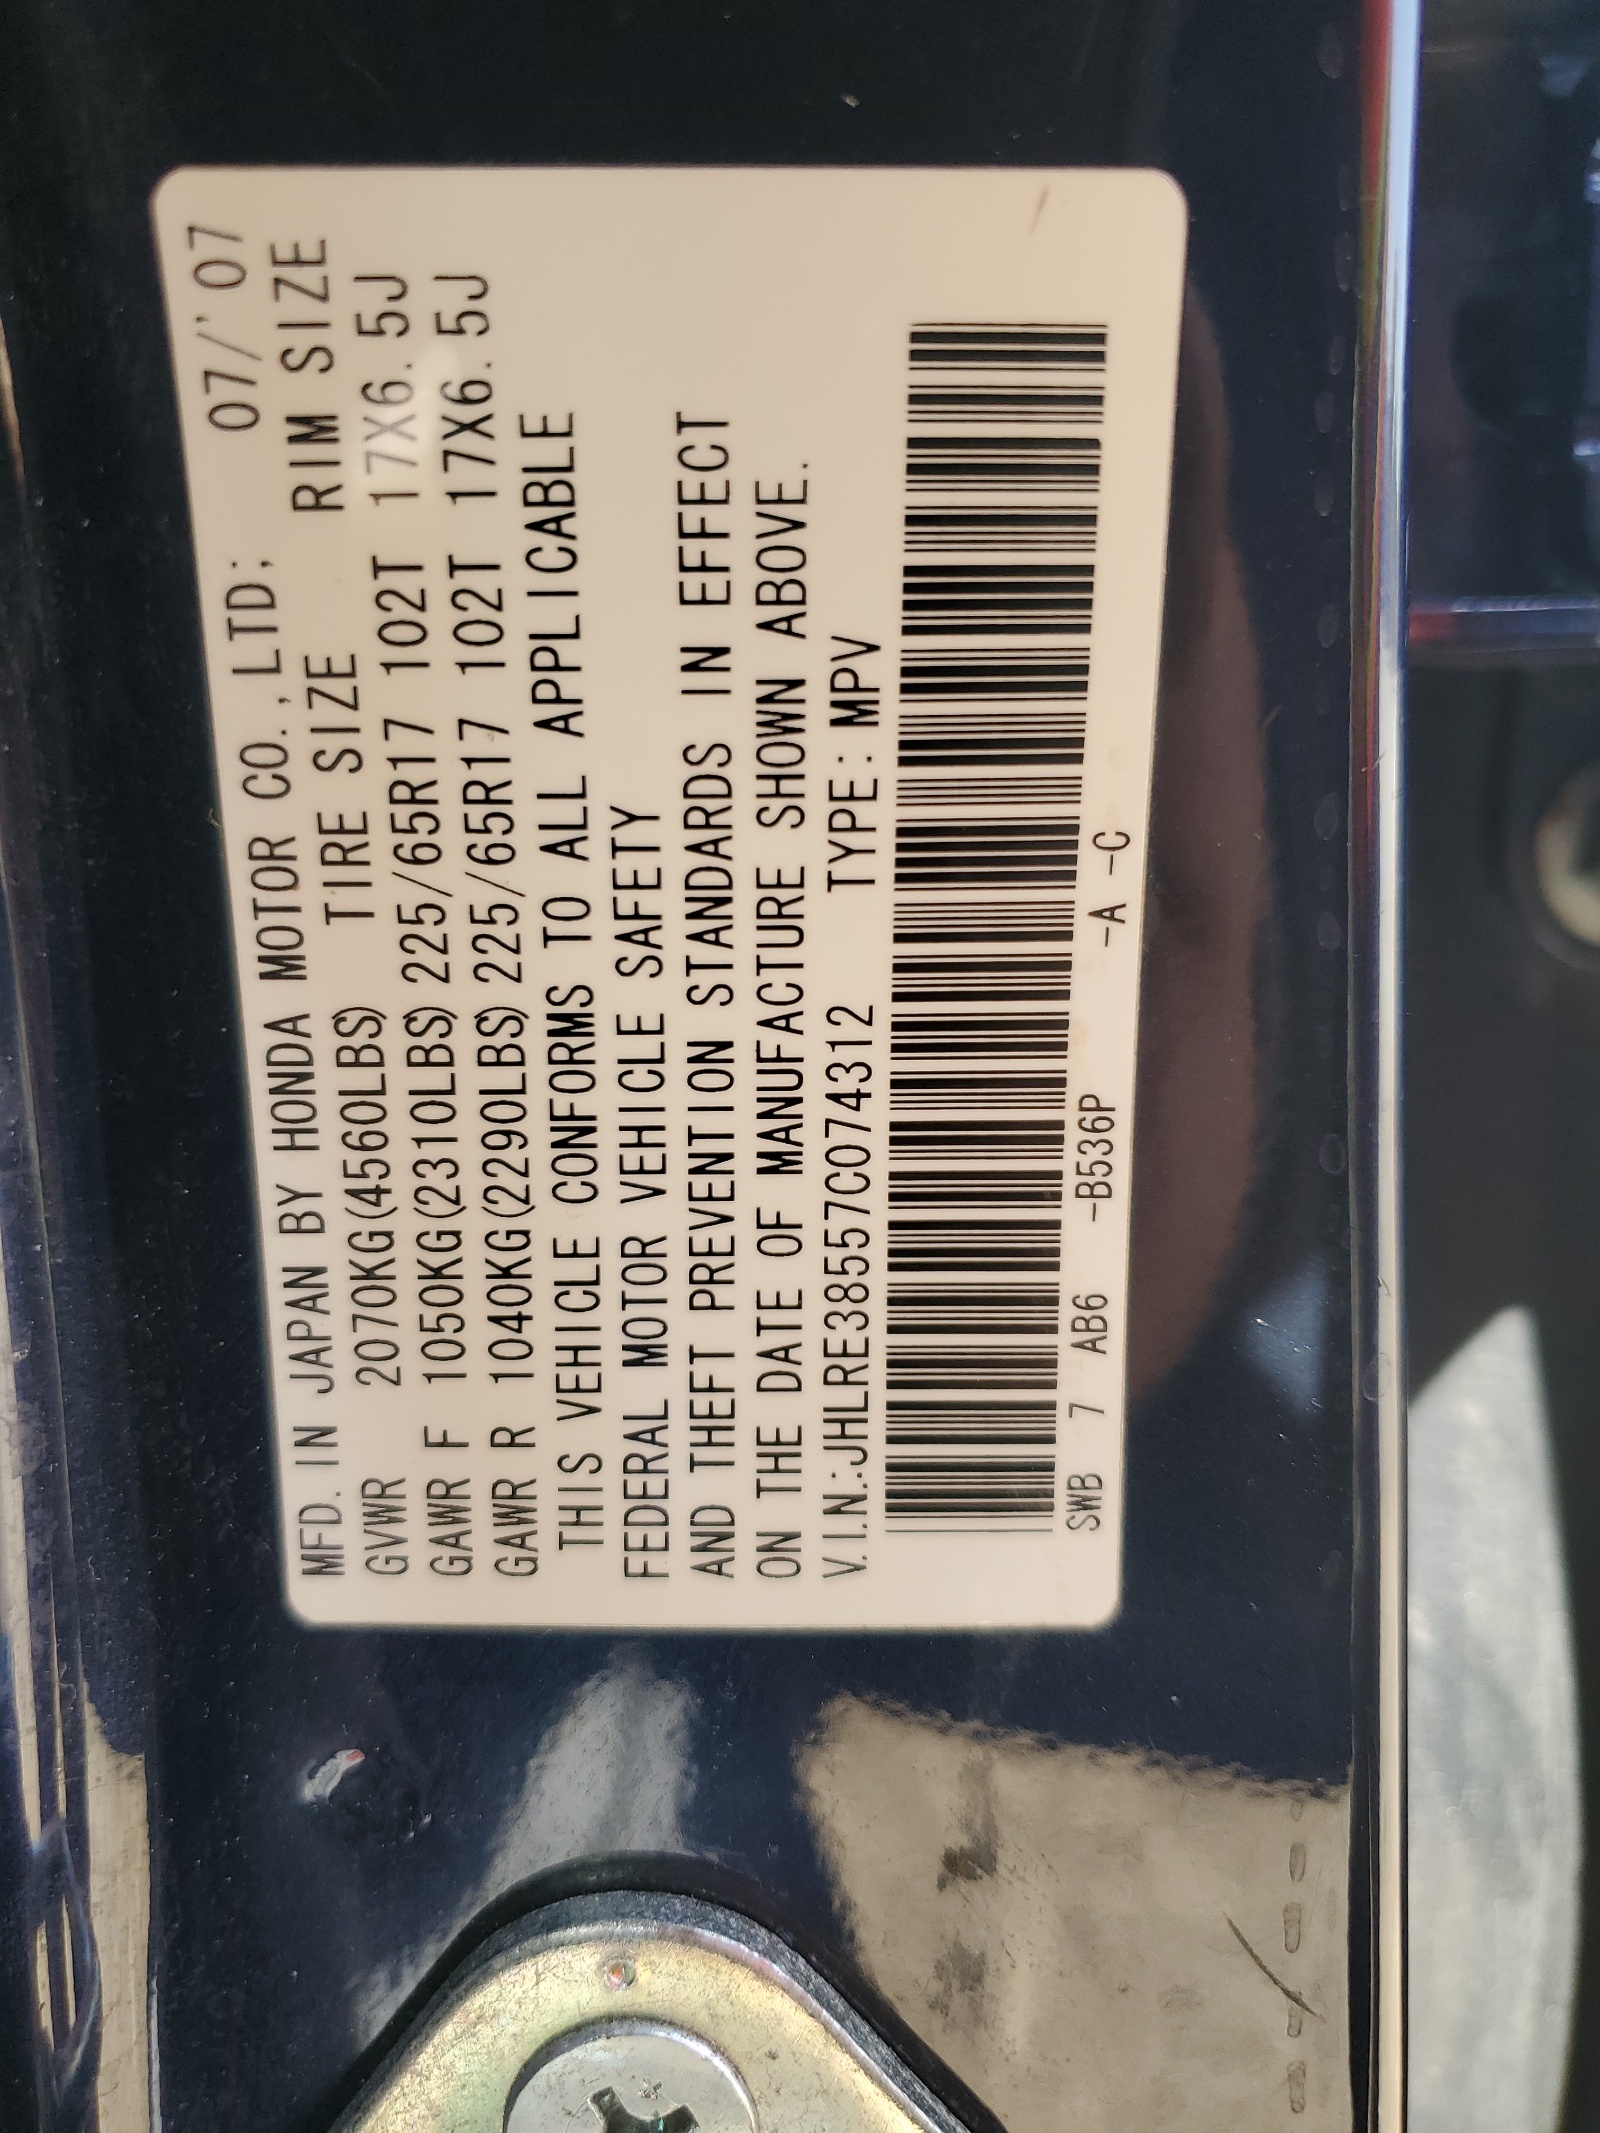 MFD. IN JAPAN BY HONDA MOTOR CO.,LTD; 07/'07
TIRE SIZE RIM SIZE
GVWR 2070KG(4560LBS)
GAWR F 1050KG(2310LBS) 225/65R17 102T 17X6.5J
GAWR R 1040KG(2290LBS) 225/65R17 102T 17X6.5J
THIS VEHICLE CONFORMS TO ALL APPLICABLE
FEDERAL MOTOR VEHICLE SAFETY
AND THEFT PREVENTION STANDARDS IN EFFECT
ON THE DATE OF MANUFACTURE SHOWN ABOVE.
V.I.N.:JHLRE38557C074312 TYPE:MPV
SWB 7 AB6 -B536P -A -C